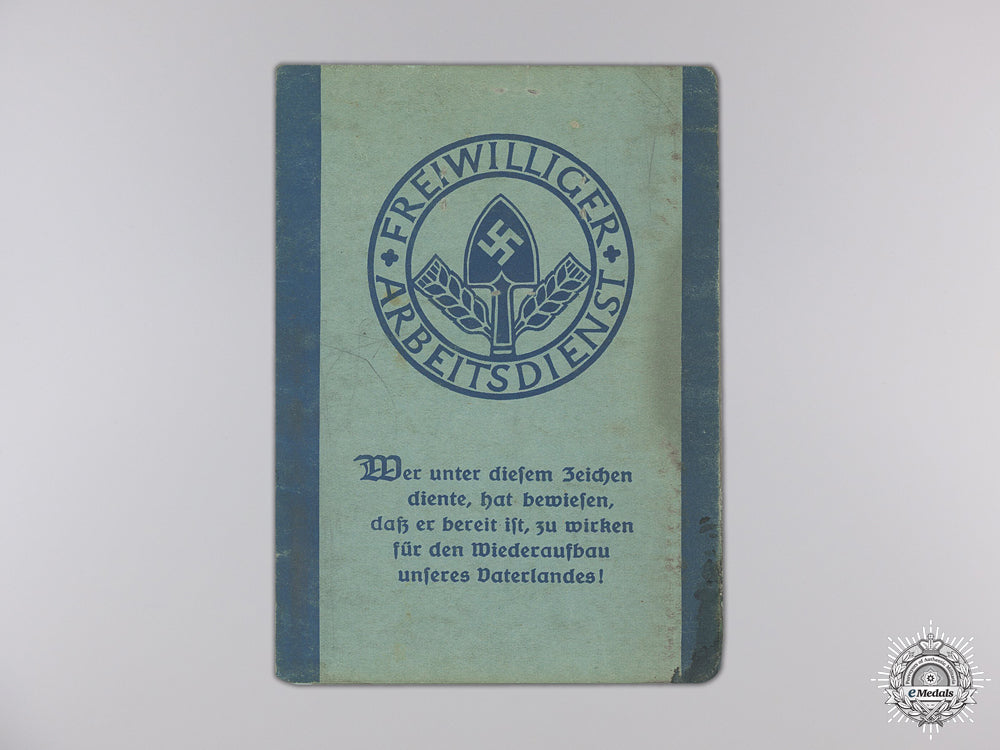 FREIWILLIGER
ARBEITSDIENST
Wer unter diesem Zeichen
diente, hat bewiesen,
daß er bereit ist, zu wirken
für den Wiederaufbau
unseres Vaterlandes!
eMedals